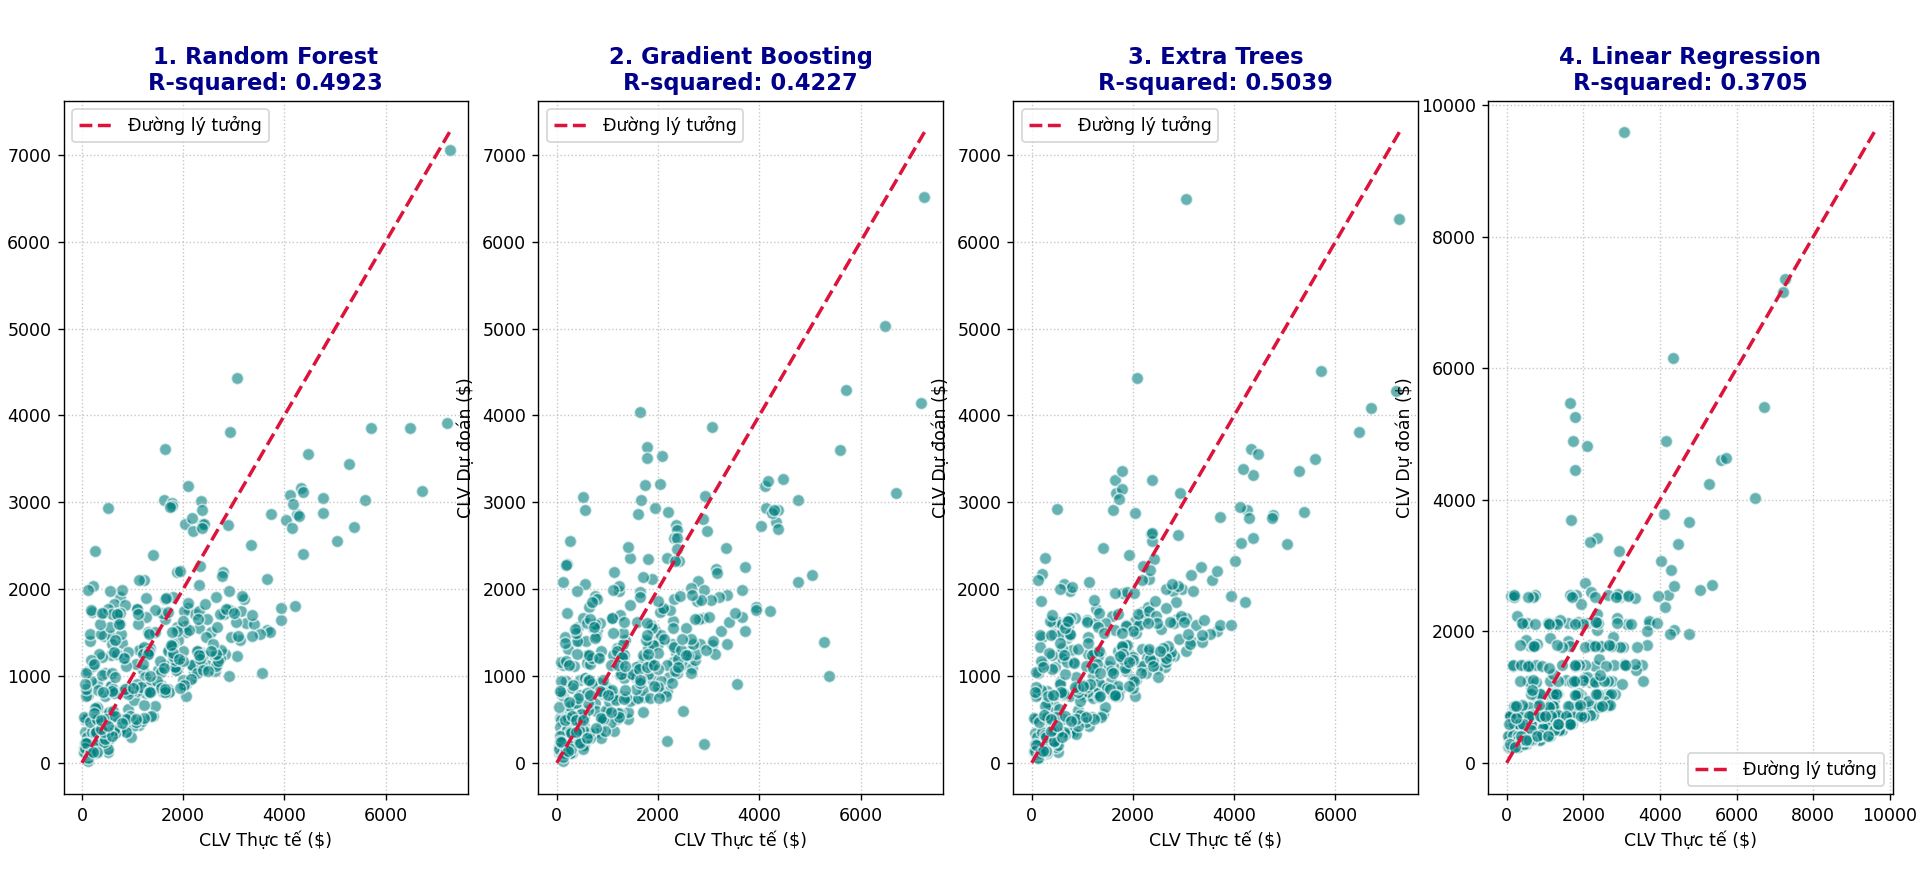 1. Random Forest
R-squared: 0.4923
Đường lý tưởng
7000
6000
5000
4000
3000
2000
1000
0
0 2000 4000 6000
CLV Thực tế ($)
2. Gradient Boosting
R-squared: 0.4227
Đường lý tưởng
CLV Dự đoán ($)
7000
6000
5000
4000
3000
2000
1000
0
0 2000 4000 6000
CLV Thực tế ($)
3. Extra Trees
R-squared: 0.5039
Đường lý tưởng
CLV Dự đoán ($)
7000
6000
5000
4000
3000
2000
1000
0
0 2000 4000 6000
CLV Thực tế ($)
4. Linear Regression
R-squared: 0.3705
CLV Dự đoán ($)
10000
8000
6000
4000
2000
0
Đường lý tưởng
0 2000 4000 6000 8000 10000
CLV Thực tế ($)